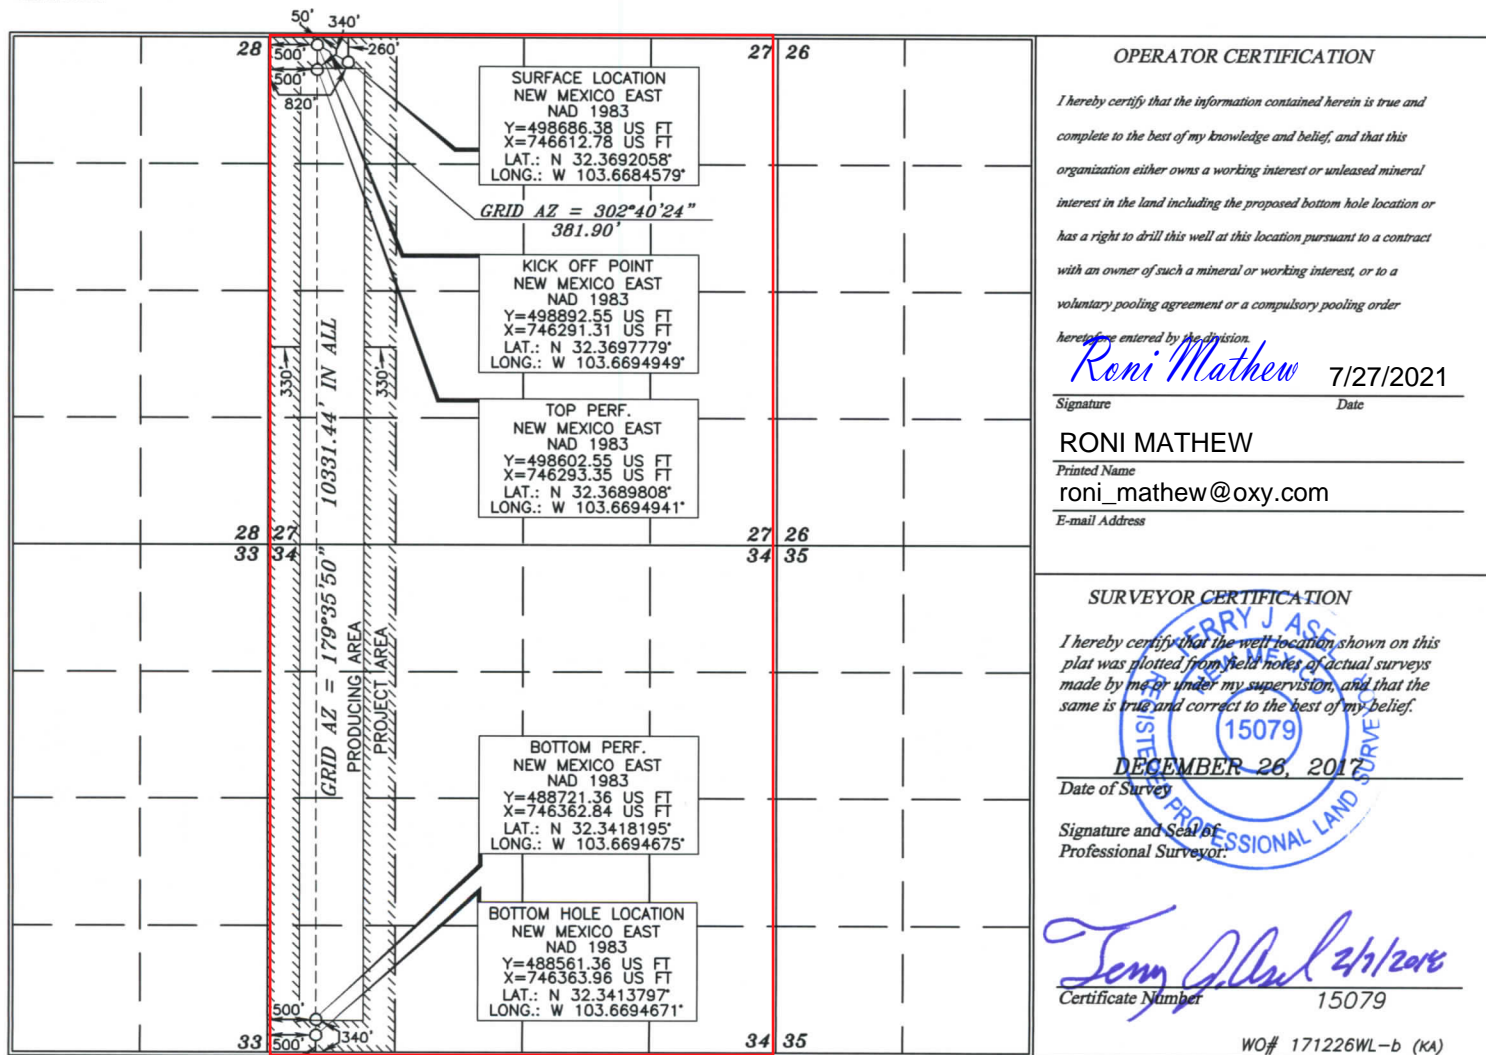 50' 340'
28 500' 260' 27 26
500'
820'
SURFACE LOCATION
NEW MEXICO EAST
NAD 1983
Y=498686.38 US FT
X=746612.78 US FT
LAT.: N 32.3692058°
LONG.: W 103.6684579°
GRID AZ = 302°40'24"
381.90'
KICK OFF POINT
NEW MEXICO EAST
NAD 1983
Y=498892.55 US FT
X=746291.31 US FT
LAT.: N 32.3697779°
LONG.: W 103.6694949°
330' 330'
TOP PERF.
NEW MEXICO EAST
NAD 1983
Y=498602.55 US FT
X=746293.35 US FT
LAT.: N 32.3689808°
LONG.: W 103.6694941°
28 27 27 26
33 34 34 35
GRID AZ = 179°35'50" 10331.44' IN ALL
PRODUCING AREA
PROJECT AREA
BOTTOM PERF.
NEW MEXICO EAST
NAD 1983
Y=488721.36 US FT
X=746362.84 US FT
LAT.: N 32.3418195°
LONG.: W 103.6694675°
BOTTOM HOLE LOCATION
NEW MEXICO EAST
NAD 1983
Y=488561.36 US FT
X=746363.96 US FT
LAT.: N 32.3413797°
LONG.: W 103.6694671°
500'
340'
33 500' 34 35
OPERATOR CERTIFICATION
I hereby certify that the information contained herein is true and
complete to the best of my knowledge and belief, and that this
organization either owns a working interest or unleased mineral
interest in the land including the proposed bottom hole location or
has a right to drill this well at this location pursuant to a contract
with an owner of such a mineral or working interest, or to a
voluntary pooling agreement or a compulsory pooling order
heretofore entered by the division.
Roni Mathew 7/27/2021
Signature Date
RONI MATHEW
Printed Name
roni_mathew@oxy.com
E-mail Address
SURVEYOR CERTIFICATION
I hereby certify that the well location shown on this
plat was plotted from field notes of actual surveys
made by me or under my supervision, and that the
same is true and correct to the best of my belief.
TERRY J ASEL
NEW MEXICO
15079
REGISTERED PROFESSIONAL LAND SURVEYOR
DECEMBER 26, 2017
Date of Survey
Signature and Seal of
Professional Surveyor:
Terry J. Asel 2/7/2018
Certificate Number 15079
WO# 171226WL-b (KA)